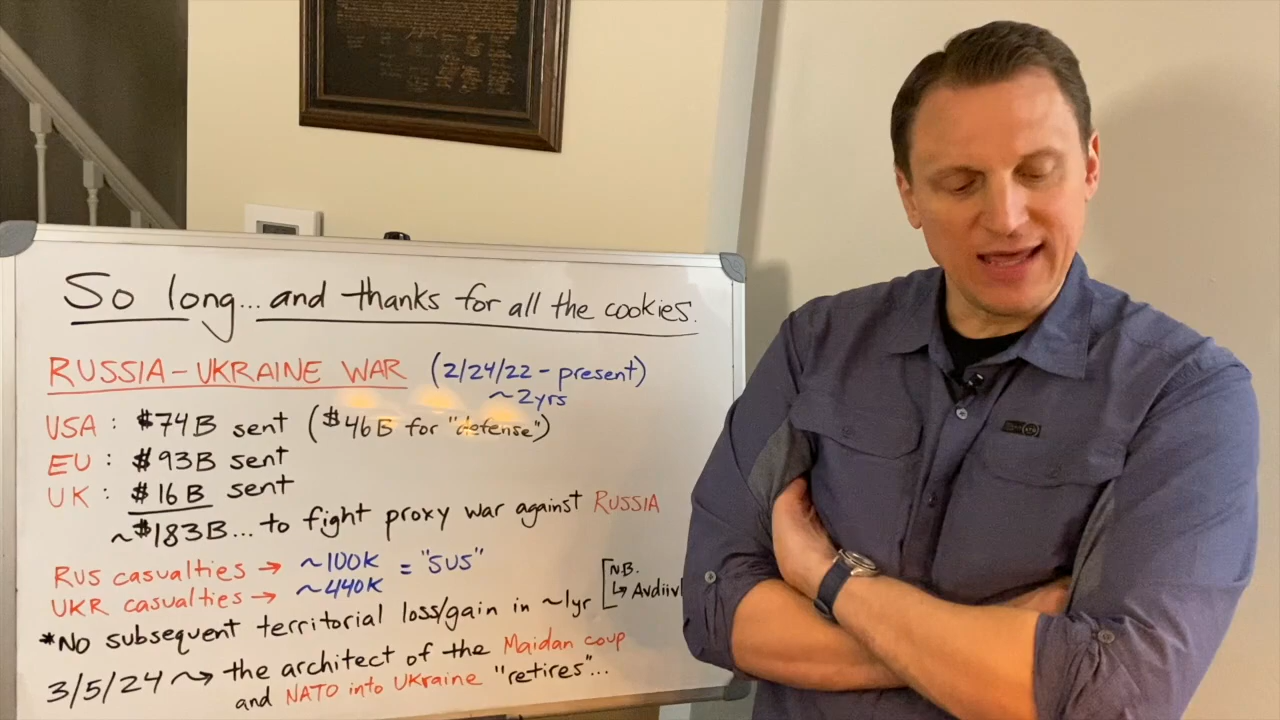 So long... and thanks for all the cookies.
RUSSIA-UKRAINE WAR (2/24/22 - present)
~2yrs
USA: $74B sent ($46B for "defense")
EU: $93B sent
UK: $16B sent
~$183B... to fight proxy war against RUSSIA
RUS casualties → ~100K = "SUS"
UKR casualties → ~440K
*No subsequent territorial loss/gain in ~1yr [N.B.
↳ Avdiivk
3/5/24 ⤳ the architect of the Maidan coup
and NATO into UKraine "retires"...